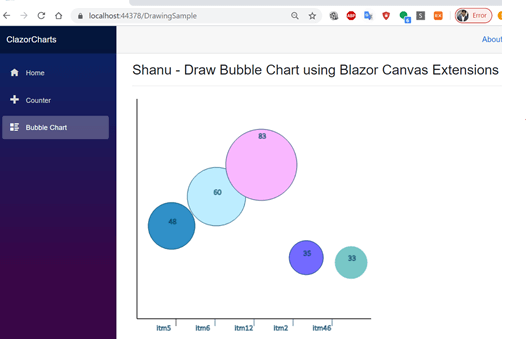 localhost:44378/DrawingSample
ABP
Error
ClazorCharts
About
Home
Counter
Bubble Chart
Shanu - Draw Bubble Chart using Blazor Canvas Extensions
83
60
48
35
33
itm5 itm6 itm12 itm2 itm46